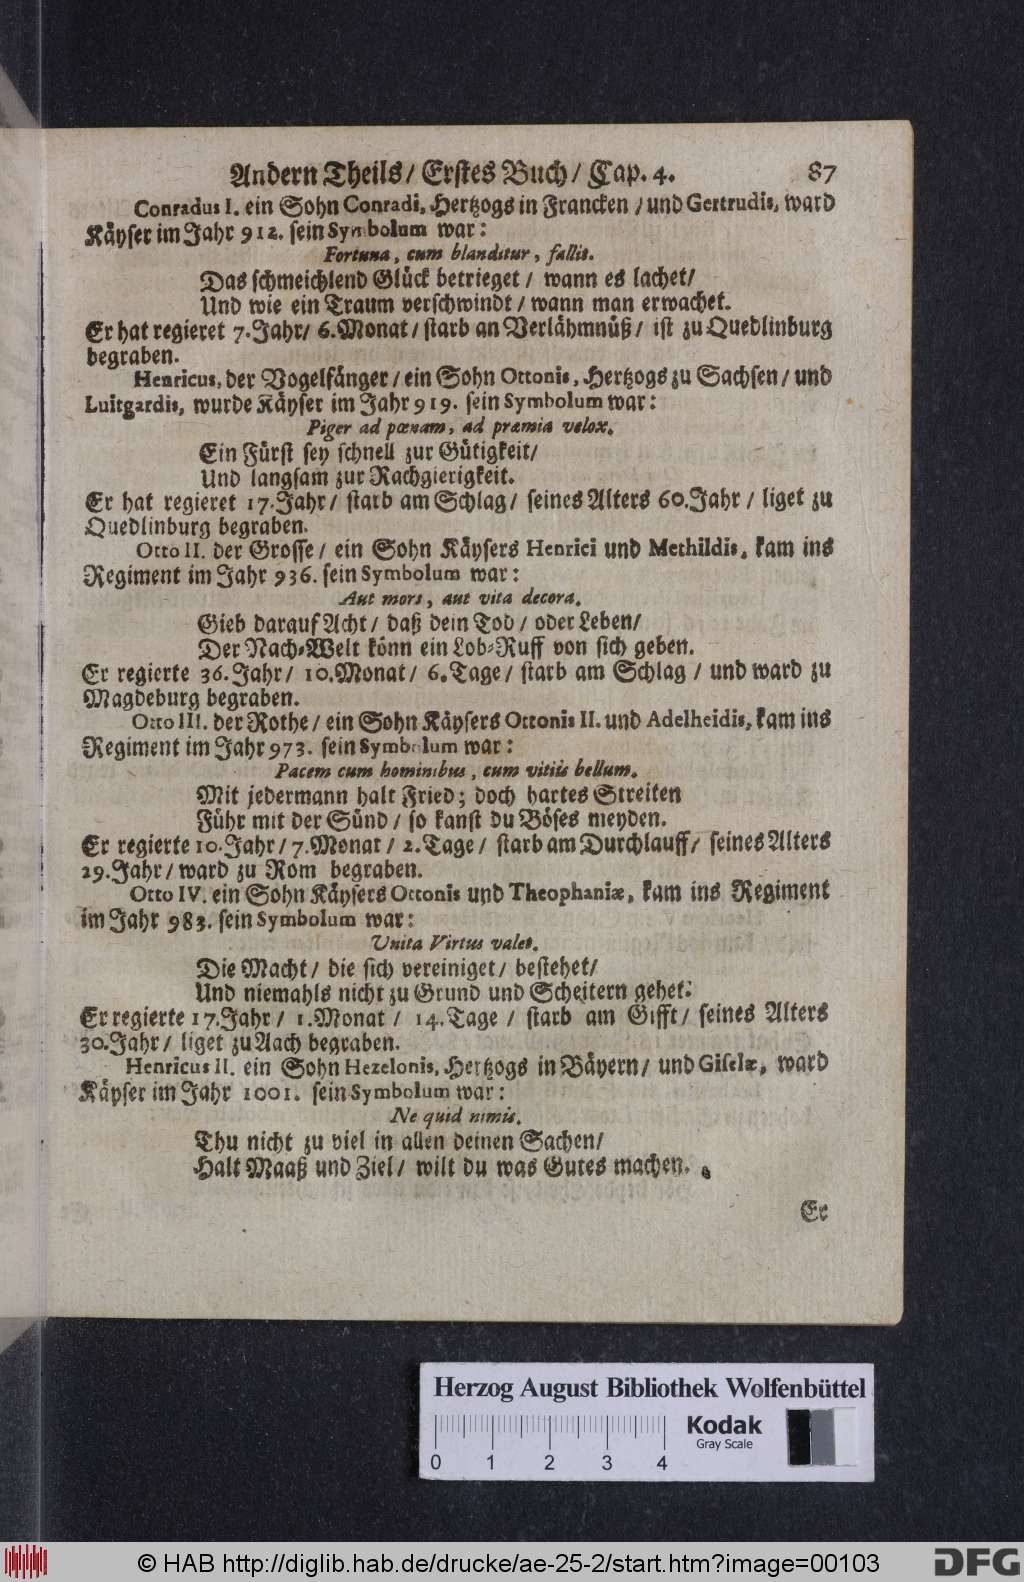 Andern Theils/ Erstes Buch/ Cap. 4. 87
Conradus I. ein Sohn Conradi, Hertzogs in Francken / und Gertrudis, ward
Käyser im Jahr 912. sein Symbolum war:
Fortuna, cum blanditur, fallit.
Das schmeichlend Glück betrieget / wann es lachet/
Und wie ein Traum verschwindt / wann man erwachet.
Er hat regieret 7. Jahr/ 6. Monat / starb an Verlähmnüß / ist zu Quedlinburg
begraben.
Henricus, der Vogelfänger / ein Sohn Ottonis, Hertzogs zu Sachsen / und
Luitgardis, wurde Käyser im Jahr 919. sein Symbolum war:
Piger ad pœnam, ad præmia velox.
Ein Fürst sey schnell zur Gütigkeit/
Und langsam zur Rachgierigkeit.
Er hat regieret 17. Jahr / starb am Schlag / seines Alters 60. Jahr / liget zu
Quedlinburg begraben.
Otto II. der Grosse / ein Sohn Käysers Henrici und Methildis, kam ins
Regiment im Jahr 936. sein Symbolum war:
Aut mors, aut vita decora.
Gieb darauf Acht / daß dein Tod / oder Leben/
Der Nach-Welt könn ein Lob-Ruff von sich geben.
Er regierte 36. Jahr/ 10. Monat / 6. Tage / starb am Schlag / und ward zu
Magdeburg begraben.
Otto III. der Rothe / ein Sohn Käysers Ottonis II. und Adelheidis, kam ins
Regiment im Jahr 973. sein Symbolum war:
Pacem cum hominibus, cum vitiis bellum.
Mit jedermann halt Fried; doch hartes Streiten
Führ mit der Sünd / so kanst du Böses meyden.
Er regierte 10. Jahr / 7. Monat / 2. Tage / starb am Durchlauff / seines Alters
29. Jahr / ward zu Rom begraben.
Otto IV. ein Sohn Käysers Ottonis und Theophaniæ, kam ins Regiment
im Jahr 983. sein Symbolum war:
Unita Virtus valet.
Die Macht / die sich vereiniget / bestehet/
Und niemahls nicht zu Grund und Scheitern gehet.
Er regierte 17. Jahr / 1. Monat / 14. Tage / starb am Gifft / seines Alters
30. Jahr / liget zu Aach begraben.
Henricus II. ein Sohn Hezelonis, Hertzogs in Bäyern / und Giselæ, ward
Käyser im Jahr 1001. sein Symbolum war:
Ne quid nimis.
Thu nicht zu viel in allen deinen Sachen/
Halt Maaß und Ziel / wilt du was Gutes machen.
Er
Herzog August Bibliothek Wolfenbüttel
Kodak
Gray Scale
0 1 2 3 4
© HAB http://diglib.hab.de/drucke/ae-25-2/start.htm?image=00103
DFG